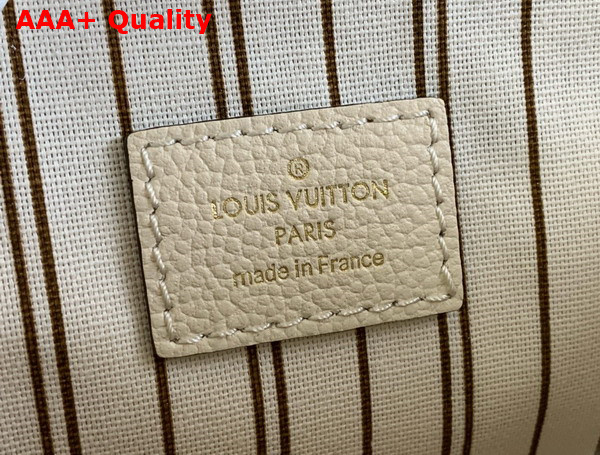 AAA+ Quality
®
LOUIS VUITTON
PARIS
made in France